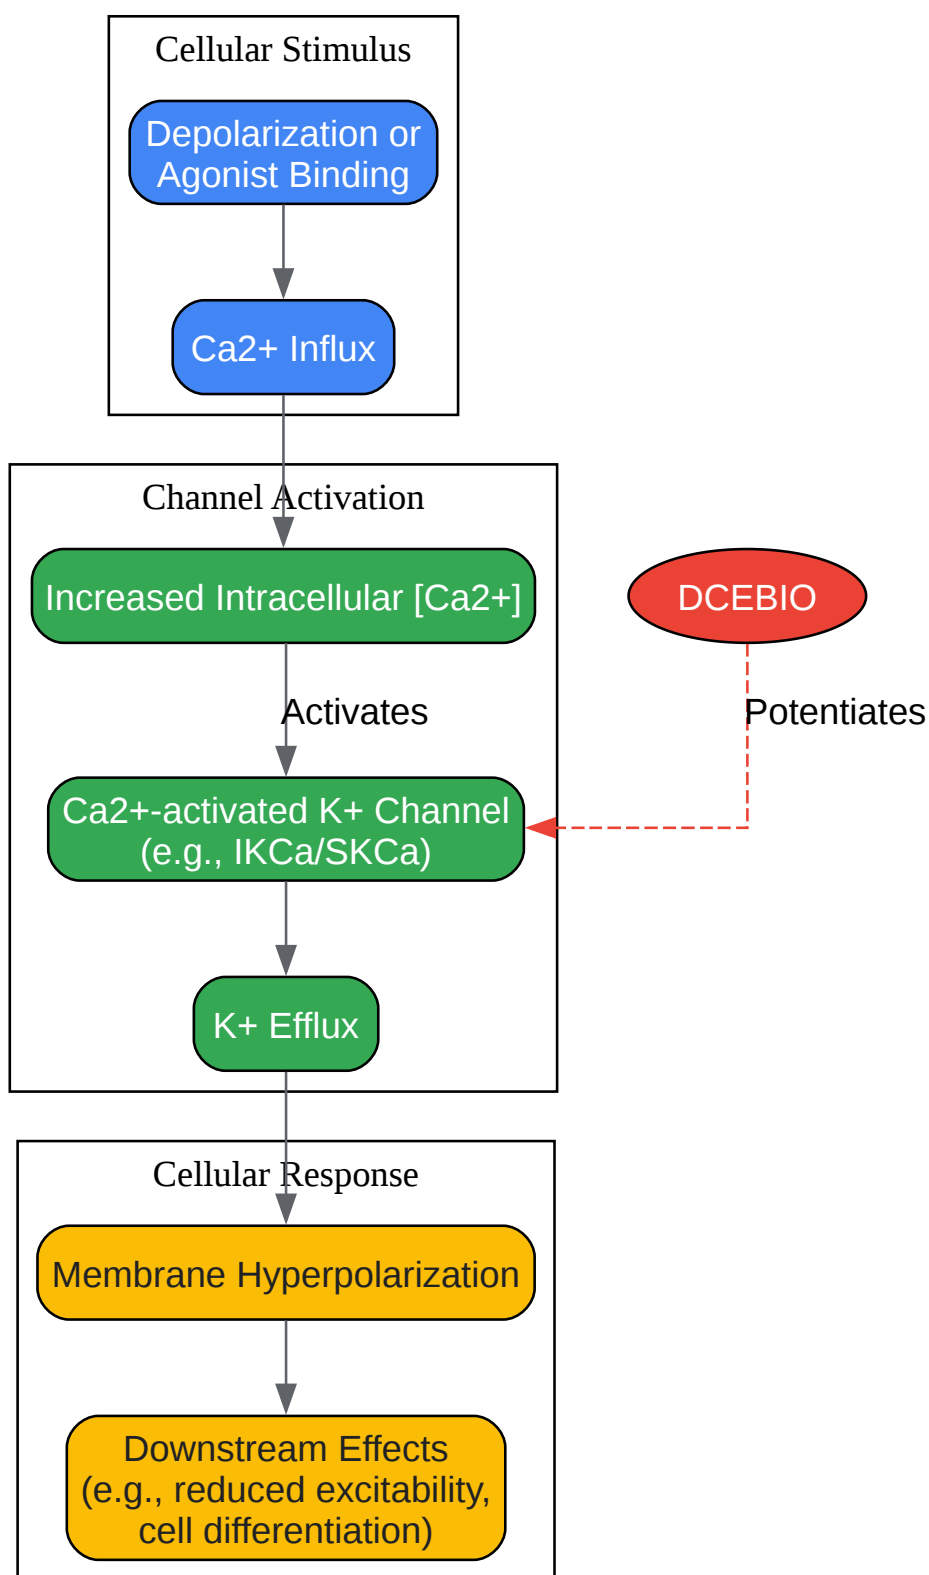 Cellular Stimulus
Depolarization or
Agonist Binding
Ca2+ Influx
Channel Activation
Increased Intracellular [Ca2+]
DCEBIO
Activates
Potentiates
Ca2+-activated K+ Channel
(e.g., IKCa/SKCa)
K+ Efflux
Cellular Response
Membrane Hyperpolarization
Downstream Effects
(e.g., reduced excitability,
cell differentiation)